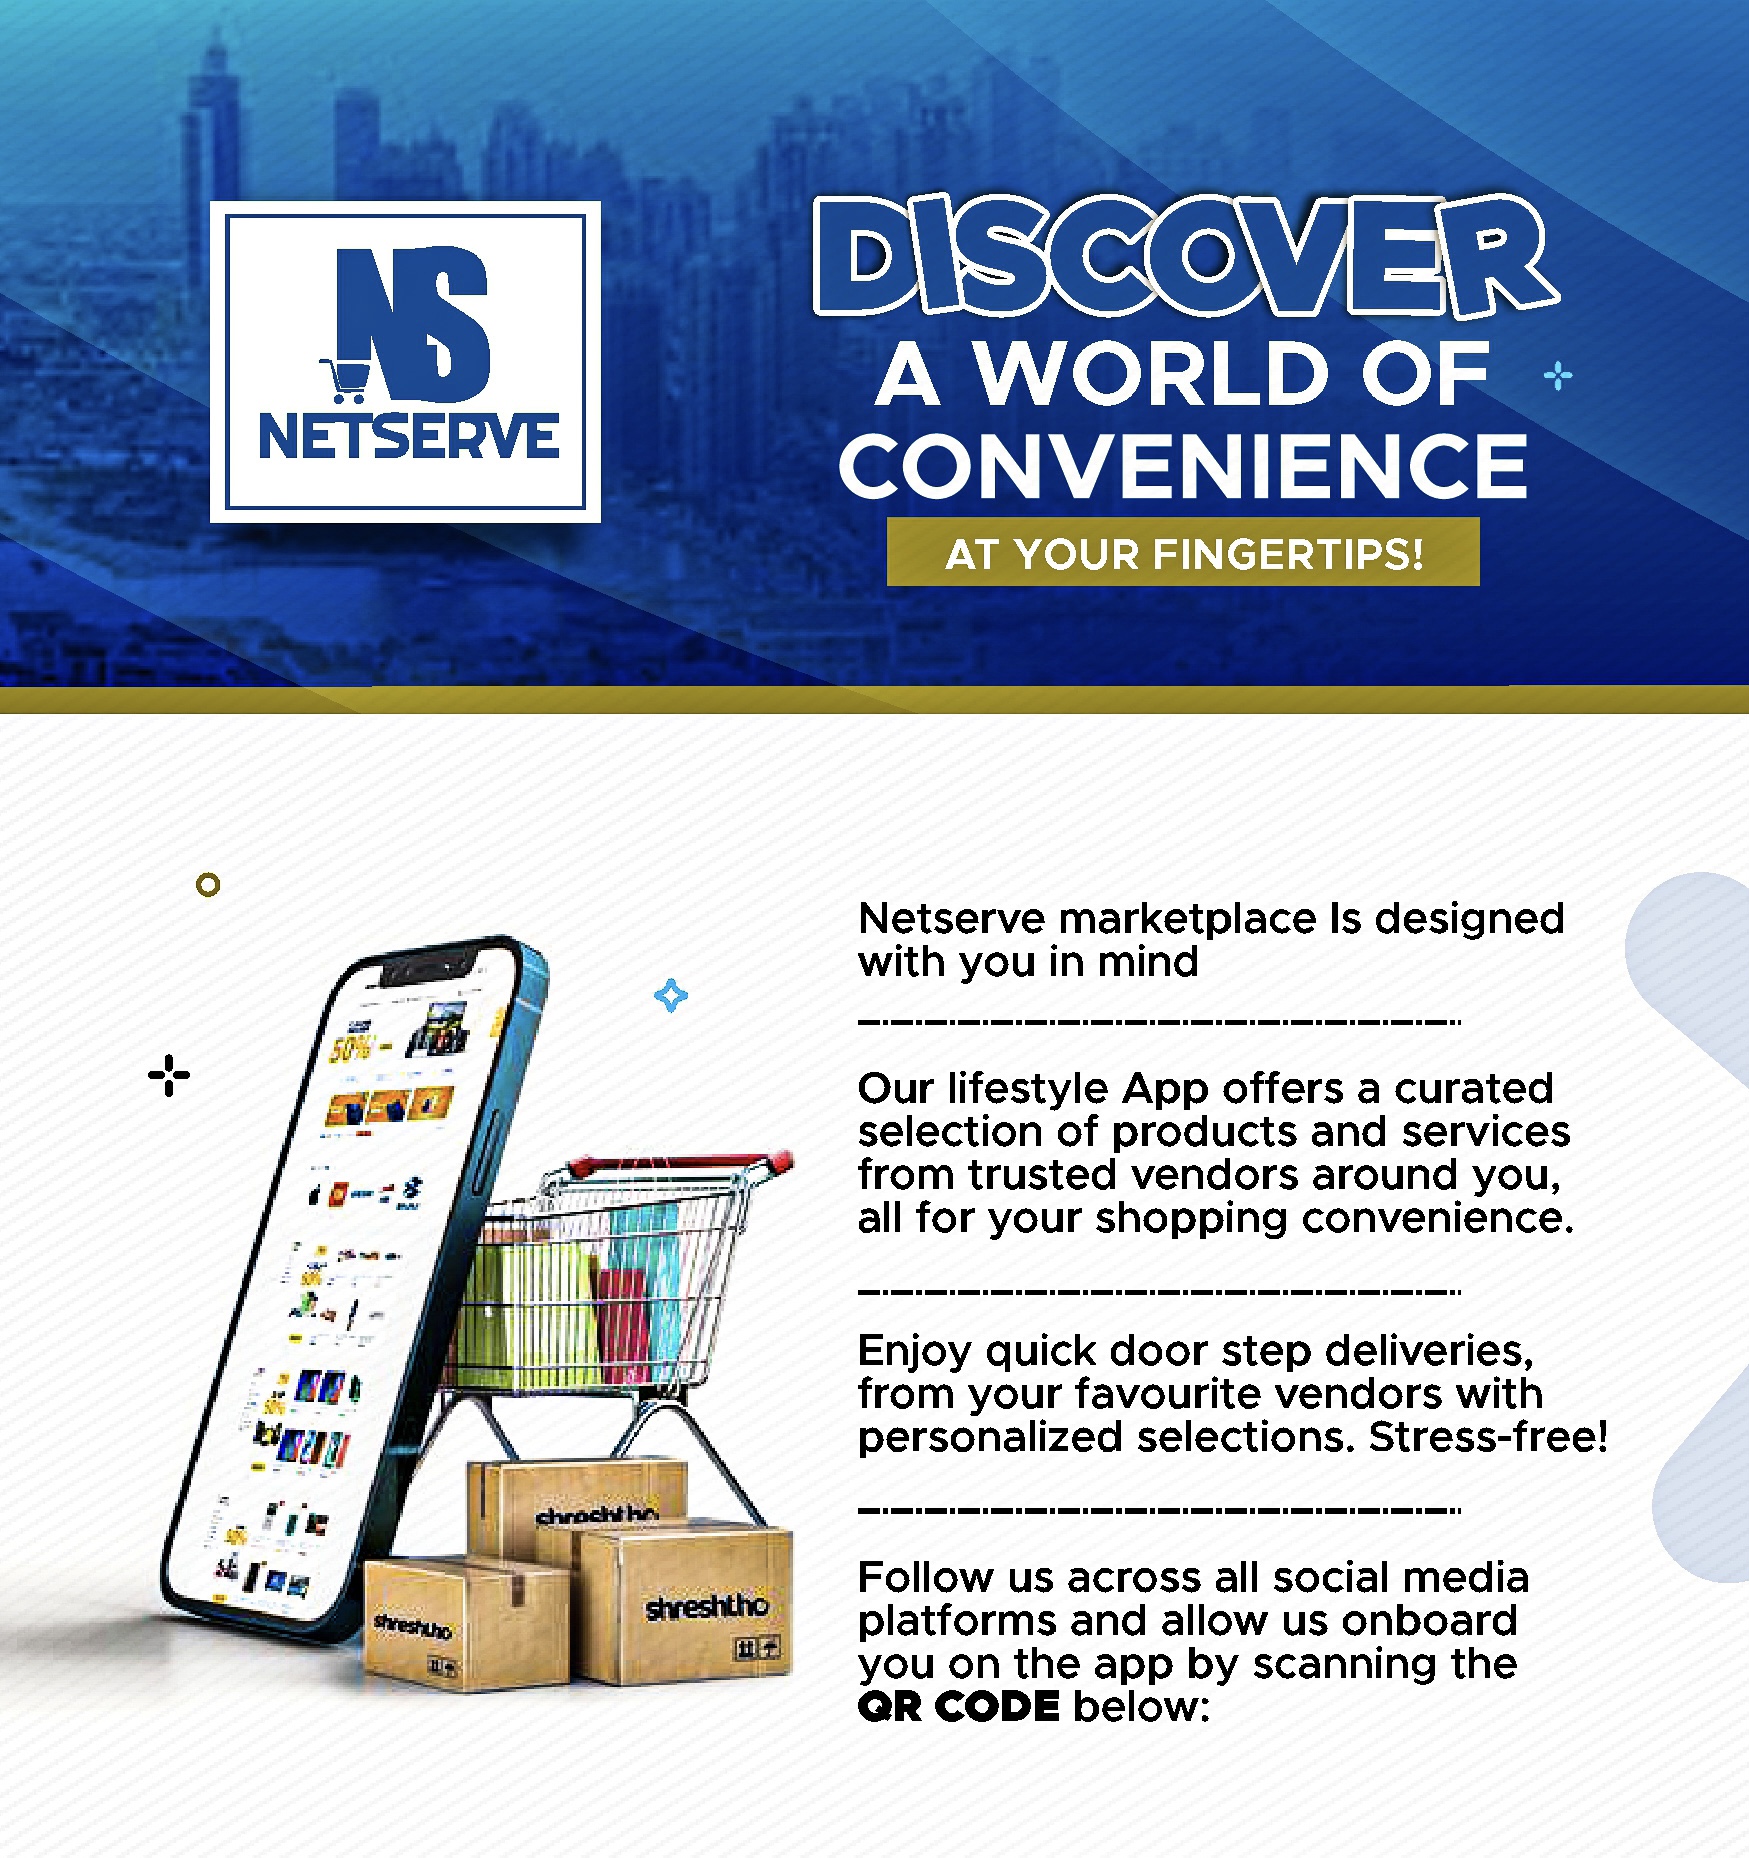 NS
NETSERVE
DISCOVER
A WORLD OF
CONVENIENCE
AT YOUR FINGERTIPS!
Netserve marketplace Is designed
with you in mind
Our lifestyle App offers a curated
selection of products and services
from trusted vendors around you,
all for your shopping convenience.
Enjoy quick door step deliveries,
from your favourite vendors with
personalized selections. Stress-free!
Follow us across all social media
platforms and allow us onboard
you on the app by scanning the
QR CODE below:
50%
shreshtho
shreshtho
shreshtho